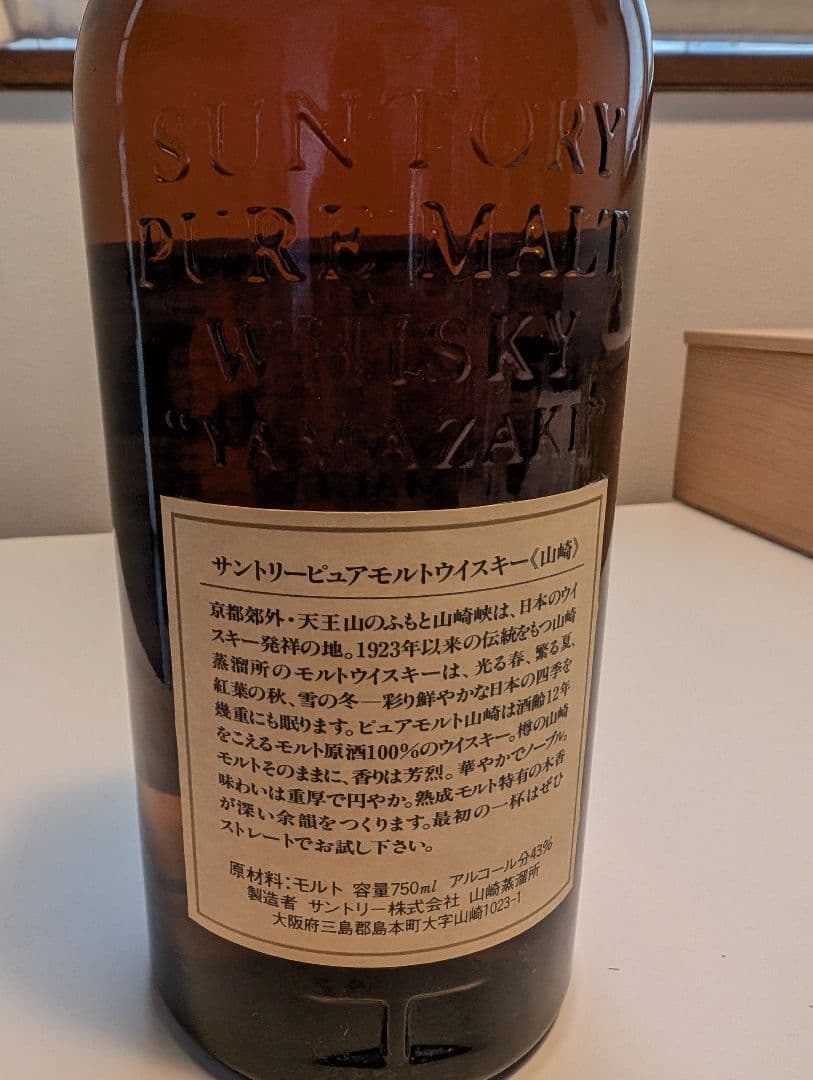 SUNTORY
PURE MALT
WHISKY
"YAMAZAKI"
サントリーピュアモルトウイスキー《山崎》
京都郊外・天王山のふもと山崎峡は、日本のウイ
スキー発祥の地。1923年以来の伝統をもつ山崎
蒸溜所のモルトウイスキーは、光る春、繁る夏、
紅葉の秋、雪の冬─彩り鮮やかな日本の四季を
幾重にも眠ります。ピュアモルト山崎は酒齢12年
をこえるモルト原酒100%のウイスキー。樽の山崎
モルトそのままに、香りは芳烈。華やかでノーブル。
味わいは重厚で円やか。熟成モルト特有の木香
が深い余韻をつくります。最初の一杯はぜひ
ストレートでお試し下さい。
原材料:モルト 容量750ml アルコール分43%
製造者 サントリー株式会社 山崎蒸溜所
大阪府三島郡島本町大字山崎1023-1